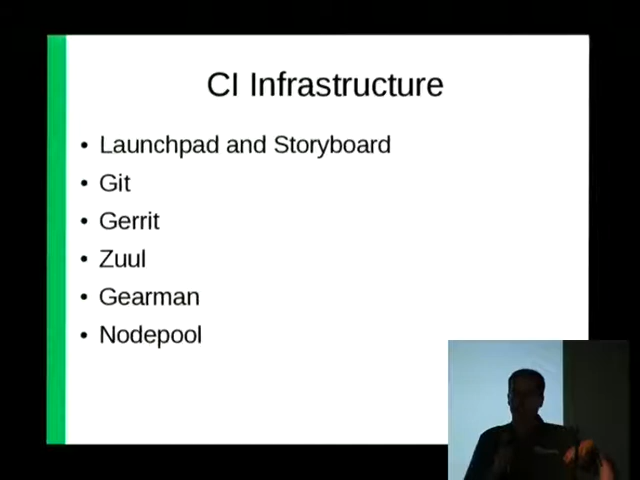 CI Infrastructure
• Launchpad and Storyboard
• Git
• Gerrit
• Zuul
• Gearman
• Nodepool